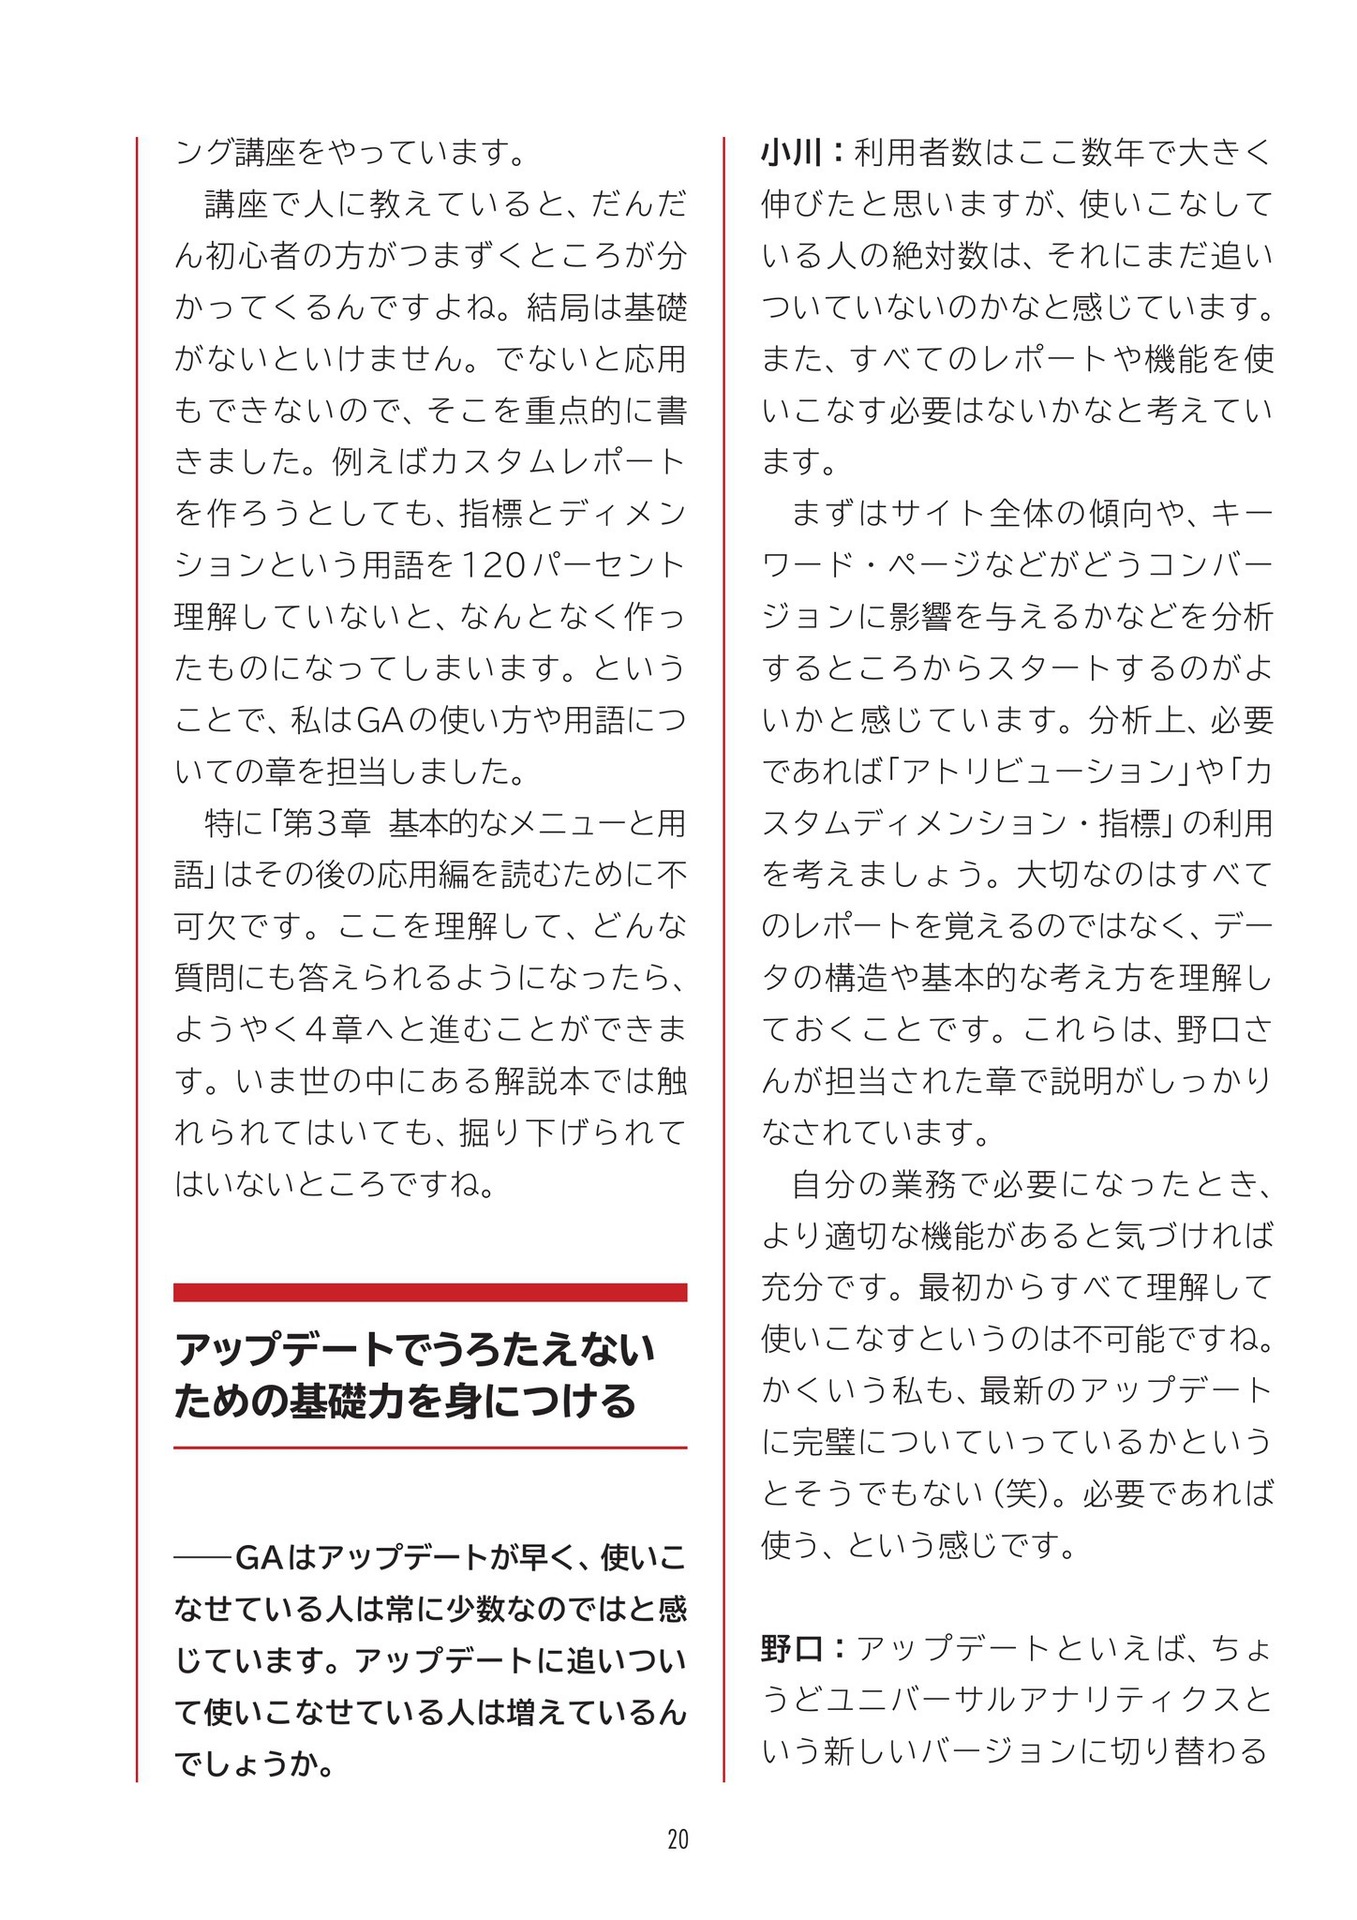 ング講座をやっています。
　講座で人に教えていると、だんだ
ん初心者の方がつまずくところが分
かってくるんですよね。結局は基礎
がないといけません。でないと応用
もできないので、そこを重点的に書
きました。例えばカスタムレポート
を作ろうとしても、指標とディメン
ションという用語を120パーセント
理解していないと、なんとなく作っ
たものになってしまいます。という
ことで、私はGAの使い方や用語につ
いての章を担当しました。
　特に「第3章 基本的なメニューと用
語」はその後の応用編を読むために不
可欠です。ここを理解して、どんな
質問にも答えられるようになったら、
ようやく4章へと進むことができま
す。いま世の中にある解説本では触
れられてはいても、掘り下げられて
はいないところですね。
アップデートでうろたえない
ための基礎力を身につける
――GAはアップデートが早く、使いこ
なせている人は常に少数なのではと感
じています。アップデートに追いつい
て使いこなせている人は増えているん
でしょうか。
小川：利用者数はここ数年で大きく
伸びたと思いますが、使いこなして
いる人の絶対数は、それにまだ追い
ついていないのかなと感じています。
また、すべてのレポートや機能を使
いこなす必要はないかなと考えてい
ます。
　まずはサイト全体の傾向や、キー
ワード・ページなどがどうコンバー
ジョンに影響を与えるかなどを分析
するところからスタートするのがよ
いかと感じています。分析上、必要
であれば「アトリビューション」や「カ
スタムディメンション・指標」の利用
を考えましょう。大切なのはすべて
のレポートを覚えるのではなく、デー
タの構造や基本的な考え方を理解し
ておくことです。これらは、野口さ
んが担当された章で説明がしっかり
なされています。
　自分の業務で必要になったとき、
より適切な機能があると気づければ
充分です。最初からすべて理解して
使いこなすというのは不可能ですね。
かくいう私も、最新のアップデート
に完璧についていっているかという
とそうでもない（笑）。必要であれば
使う、という感じです。
野口：アップデートといえば、ちょ
うどユニバーサルアナリティクスと
いう新しいバージョンに切り替わる
20